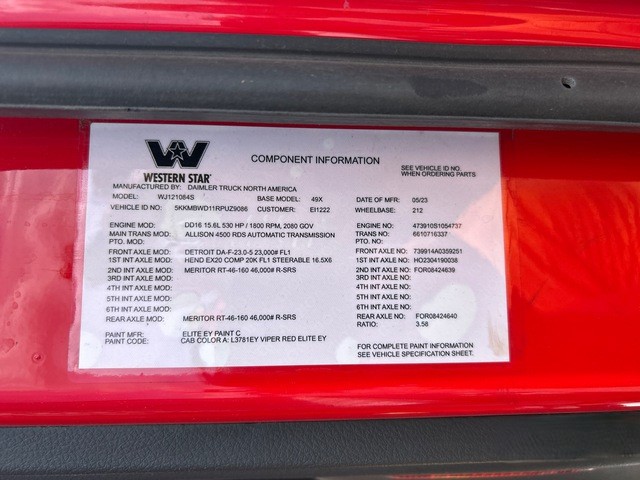 WESTERN STAR
COMPONENT INFORMATION
SEE VEHICLE ID NO.
WHEN ORDERING PARTS
MANUFACTURED BY: DAIMLER TRUCK NORTH AMERICA
MODEL: WJ121084S BASE MODEL: 49X DATE OF MFR: 05/23
VEHICLE ID NO: 5KKMBWD11RPUZ9086 CUSTOMER: EI1222 WHEELBASE: 212
ENGINE MOD: DD16 15.6L 530 HP / 1800 RPM, 2080 GOV ENGINE NO: 473910S1054737
MAIN TRANS MOD: ALLISON 4500 RDS AUTOMATIC TRANSMISSION MAIN TRANS NO: 6610716337
PTO. MOD: PTO. NO:
FRONT AXLE MOD: DETROIT DA-F-23.0-5 23,000# FL1 FRONT AXLE NO: 739914A0359251
1ST INT AXLE MOD: HEND EX20 COMP 20K FL1 STEERABLE 16.5X6 1ST INT AXLE NO: HO2304190038
2ND INT AXLE MOD: MERITOR RT-46-160 46,000# R-SRS 2ND INT AXLE NO: FOR08424639
3RD INT AXLE MOD: 3RD INT AXLE NO:
4TH INT AXLE MOD: 4TH INT AXLE NO:
5TH INT AXLE MOD: 5TH INT AXLE NO:
6TH INT AXLE MOD: 6TH INT AXLE NO:
REAR AXLE MOD: MERITOR RT-46-160 46,000# R-SRS REAR AXLE NO: FOR08424640
RATIO: 3.58
PAINT MFR: ELITE EY PAINT C
PAINT CODE: CAB COLOR A: L3781EY VIPER RED ELITE EY
FOR COMPLETE PAINT INFORMATION
SEE VEHICLE SPECIFICATION SHEET.